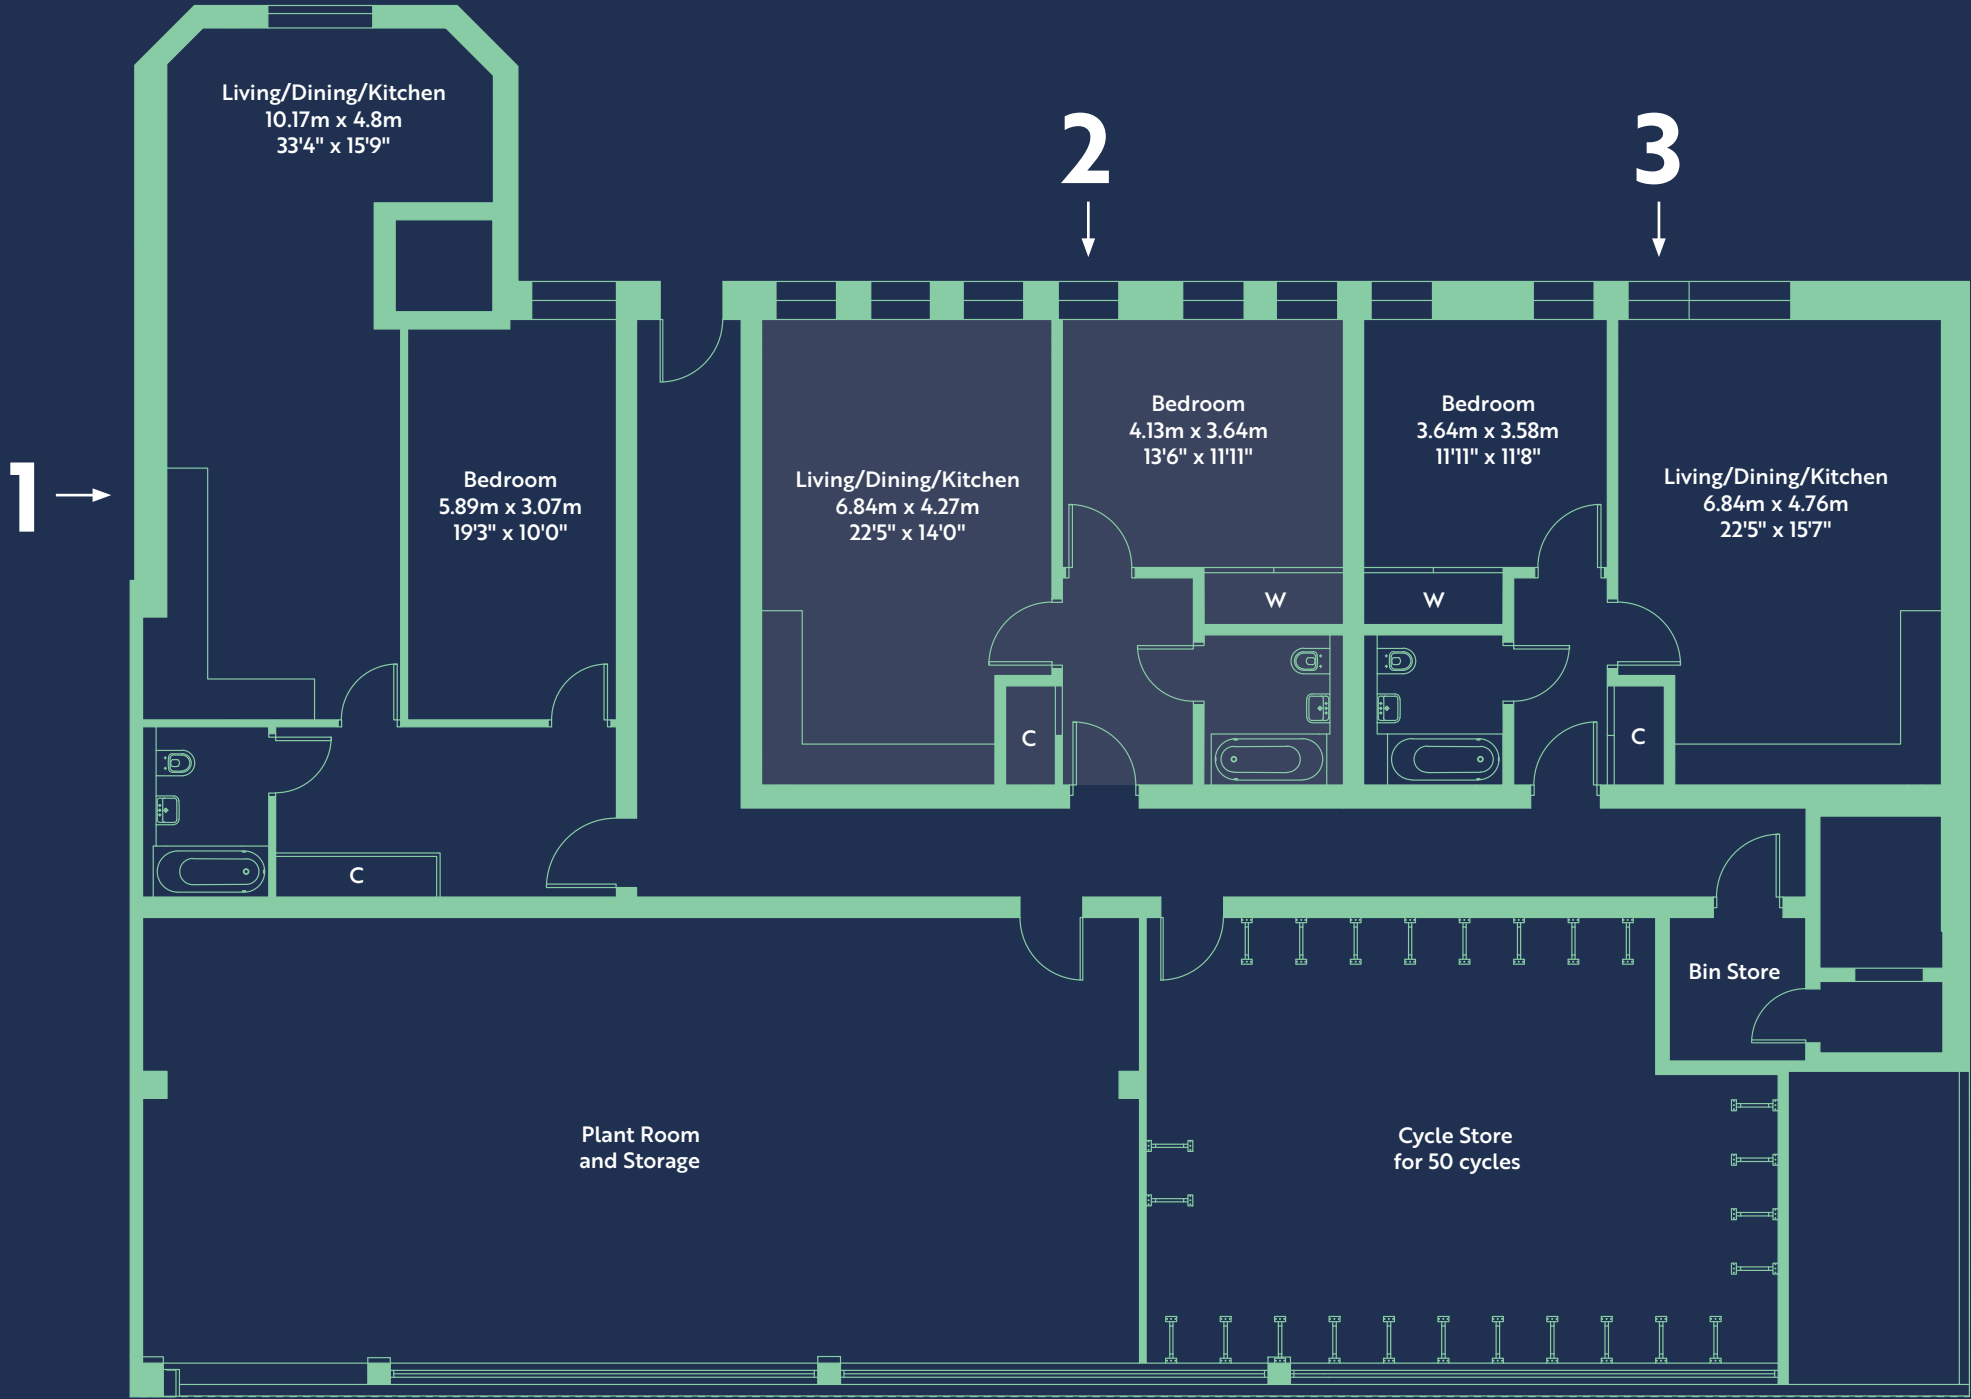 Living/Dining/Kitchen
10.17m x 4.8m
33'4" x 15'9"
2
3
1
Bedroom
5.89m x 3.07m
19'3" x 10'0"
Living/Dining/Kitchen
6.84m x 4.27m
22'5" x 14'0"
Bedroom
4.13m x 3.64m
13'6" x 11'11"
Bedroom
3.64m x 3.58m
11'11" x 11'8"
Living/Dining/Kitchen
6.84m x 4.76m
22'5" x 15'7"
W
W
C
C
C
Bin Store
Plant Room
and Storage
Cycle Store
for 50 cycles